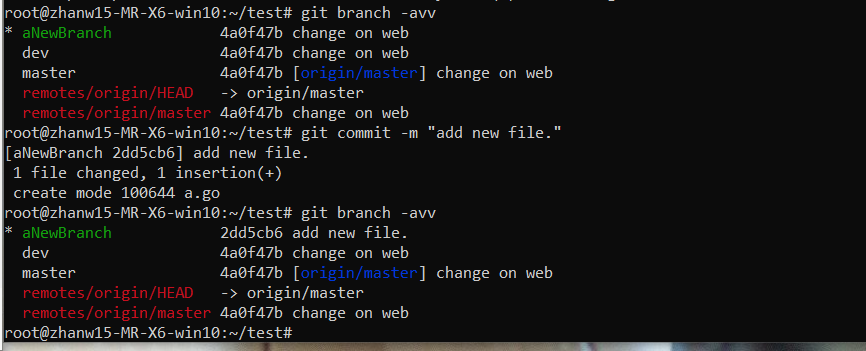 root@zhanw15-MR-X6-win10:~/test# git branch -avv
* aNewBranch 4a0f47b change on web
dev 4a0f47b change on web
master 4a0f47b [origin/master] change on web
remotes/origin/HEAD -> origin/master
remotes/origin/master 4a0f47b change on web
root@zhanw15-MR-X6-win10:~/test# git commit -m "add new file."
[aNewBranch 2dd5cb6] add new file.
1 file changed, 1 insertion(+)
create mode 100644 a.go
root@zhanw15-MR-X6-win10:~/test# git branch -avv
* aNewBranch 2dd5cb6 add new file.
dev 4a0f47b change on web
master 4a0f47b [origin/master] change on web
remotes/origin/HEAD -> origin/master
remotes/origin/master 4a0f47b change on web
root@zhanw15-MR-X6-win10:~/test#